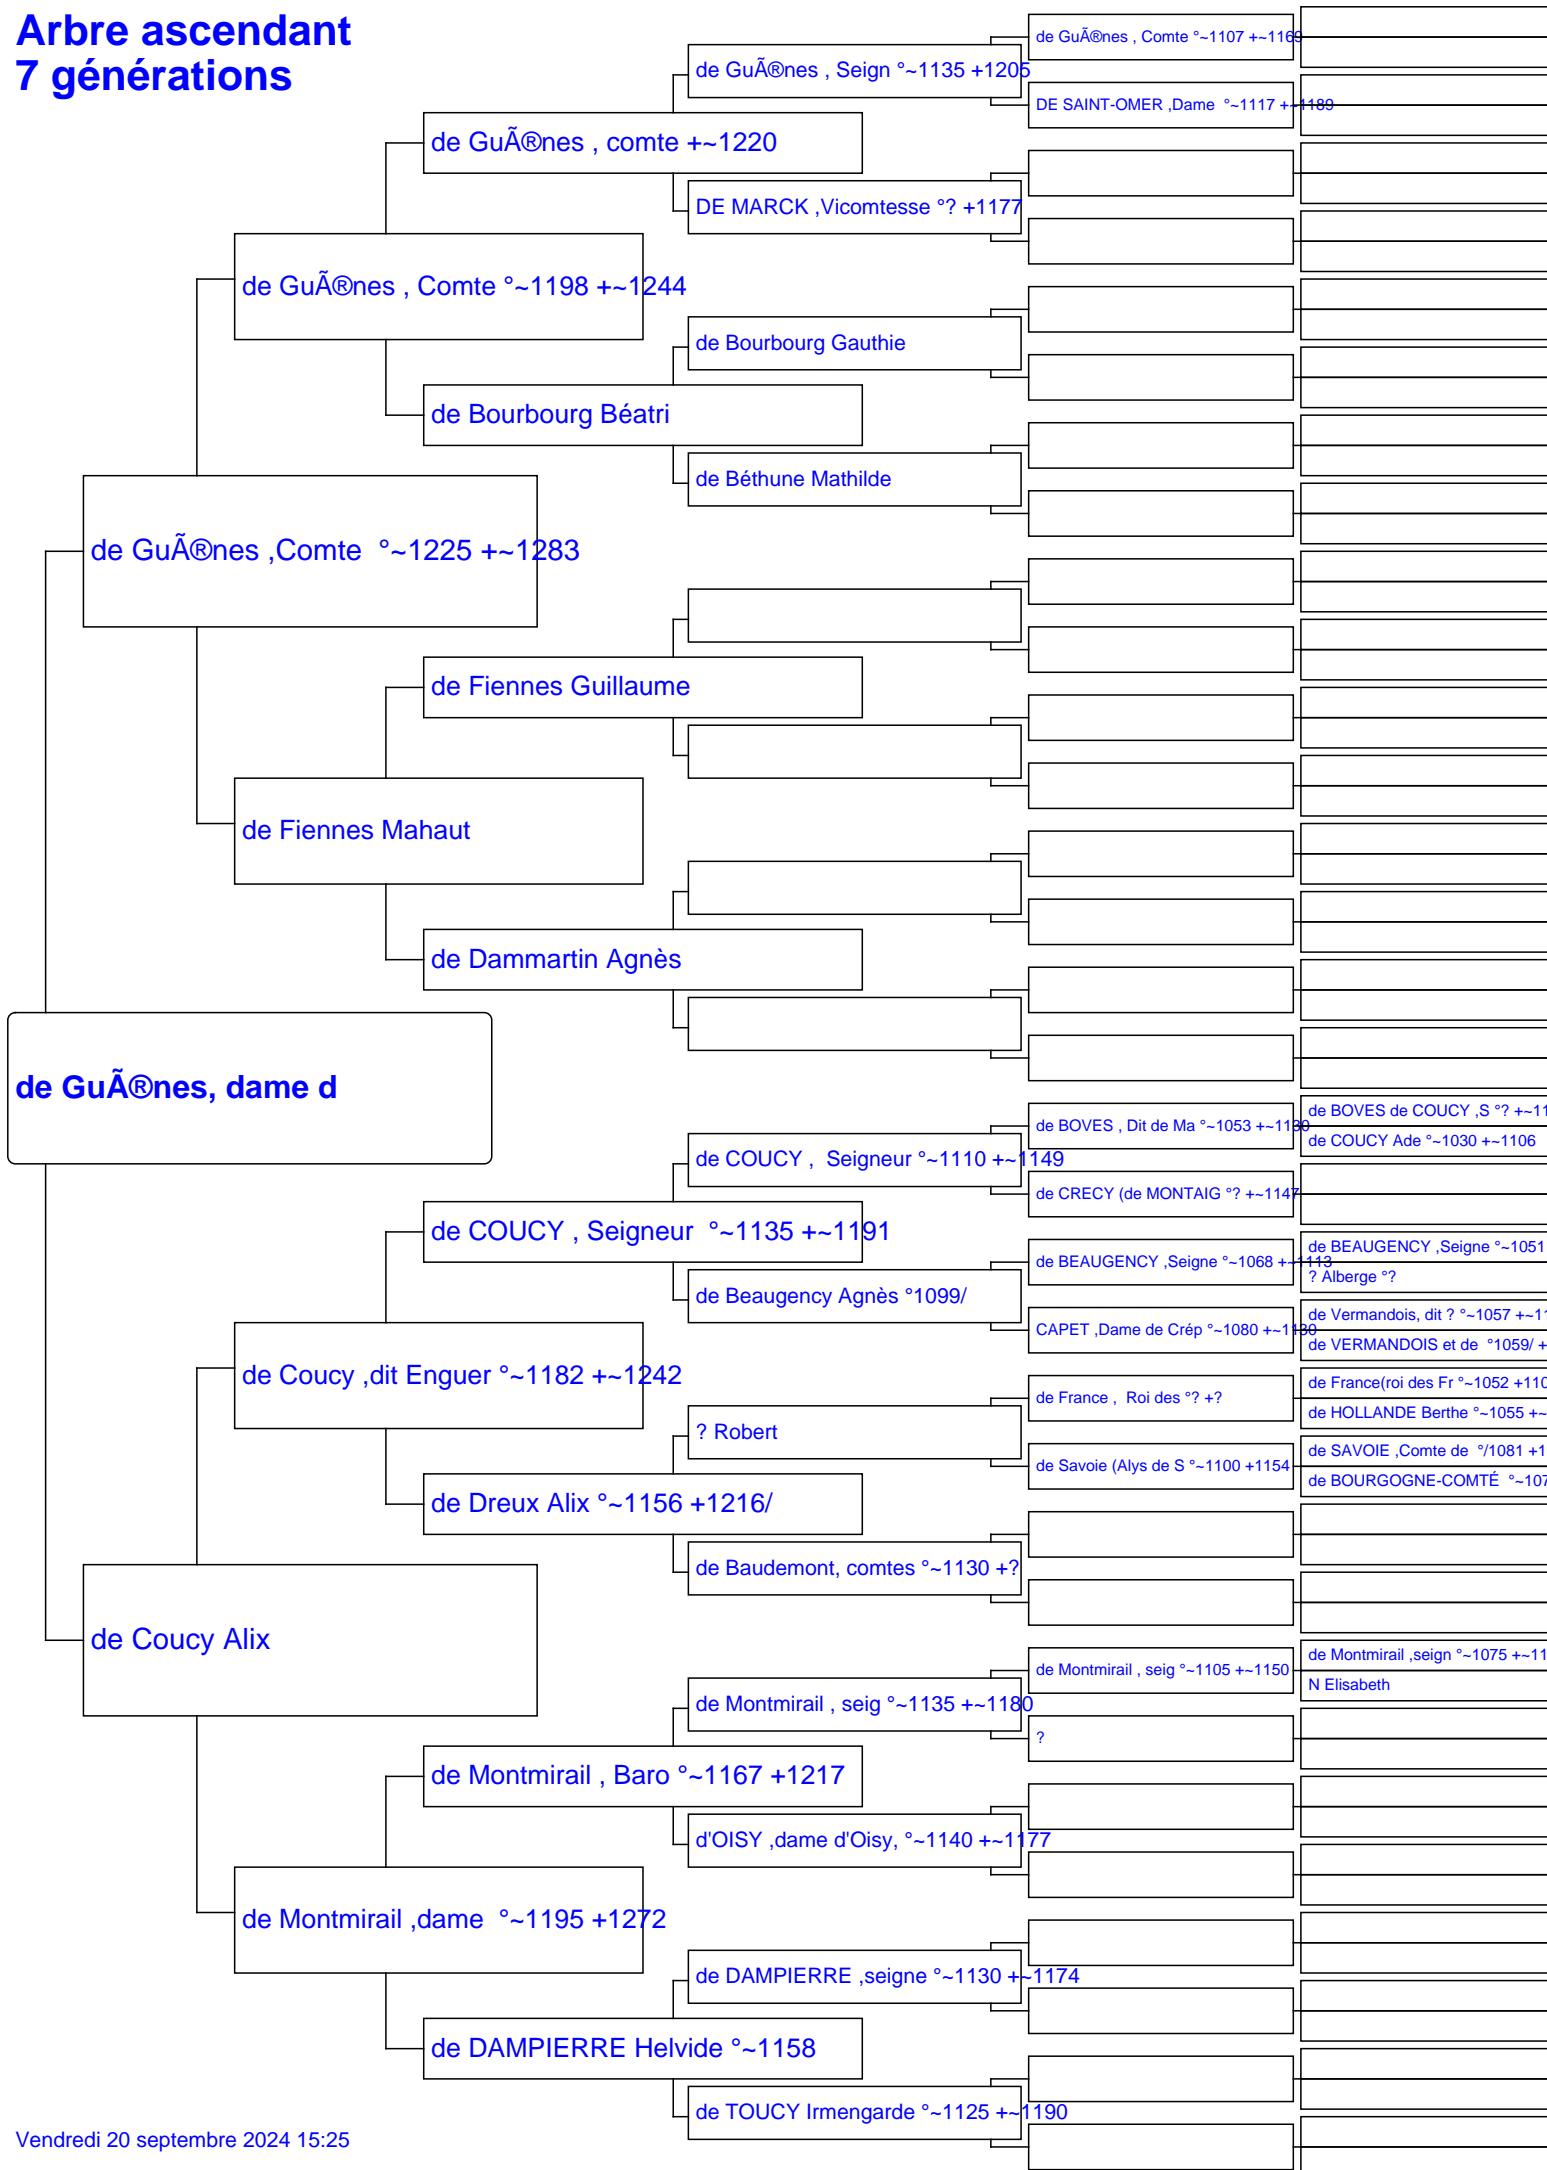 Arbre ascendant
7 générations
de GuÃ®nes , Comte °~1107 +~1169
de GuÃ®nes , Seign °~1135 +1205
DE SAINT-OMER ,Dame °~1117 +~1189
de GuÃ®nes , comte +~1220
DE MARCK ,Vicomtesse °? +1177
de GuÃ®nes , Comte °~1198 +~1244
de Bourbourg Gauthie
de Bourbourg Béatri
de Béthune Mathilde
de GuÃ®nes ,Comte °~1225 +~1283
de Fiennes Guillaume
de Fiennes Mahaut
de Dammartin Agnès
de GuÃ®nes, dame d
de BOVES de COUCY ,S °? +~11
de BOVES , Dit de Ma °~1053 +~1130
de COUCY Ade °~1030 +~1106
de COUCY , Seigneur °~1110 +~1149
de CRECY (de MONTAIG °? +~1147
de COUCY , Seigneur °~1135 +~1191
de BEAUGENCY ,Seigne °~1051
de BEAUGENCY ,Seigne °~1068 +~1113
? Alberge °?
de Beaugency Agnès °1099/
de Vermandois, dit ? °~1057 +~11
CAPET ,Dame de Crép °~1080 +~1130
de VERMANDOIS et de °1059/ +
de Coucy ,dit Enguer °~1182 +~1242
de France(roi des Fr °~1052 +110
de France , Roi des °? +?
de HOLLANDE Berthe °~1055 +~
? Robert
de SAVOIE ,Comte de °/1081 +1
de Savoie (Alys de S °~1100 +1154
de BOURGOGNE-COMTÉ °~107
de Dreux Alix °~1156 +1216/
de Baudemont, comtes °~1130 +?
de Coucy Alix
de Montmirail ,seign °~1075 +~11
de Montmirail , seig °~1105 +~1150
N Elisabeth
de Montmirail , seig °~1135 +~1180
?
de Montmirail , Baro °~1167 +1217
d'OISY ,dame d'Oisy, °~1140 +~1177
de Montmirail ,dame °~1195 +1272
de DAMPIERRE ,seigne °~1130 +~1174
de DAMPIERRE Helvide °~1158
de TOUCY Irmengarde °~1125 +~1190
Vendredi 20 septembre 2024 15:25